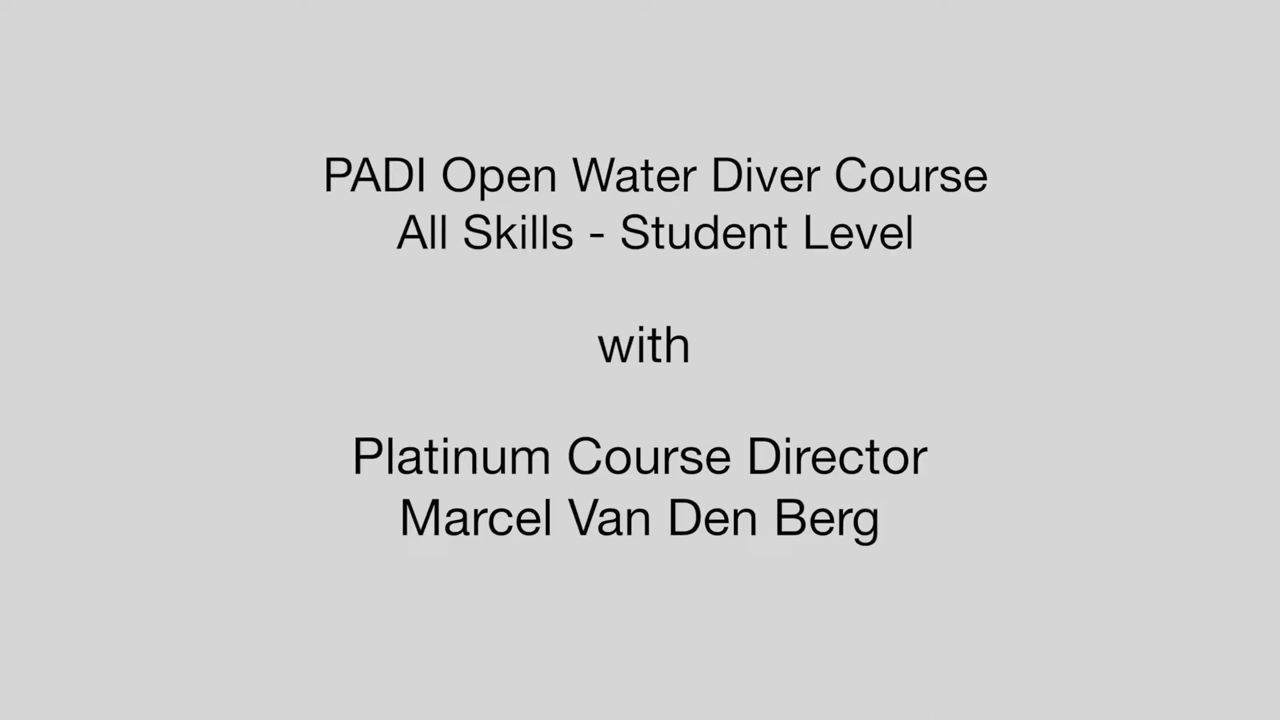 PADI Open Water Diver Course
All Skills - Student Level
with
Platinum Course Director
Marcel Van Den Berg